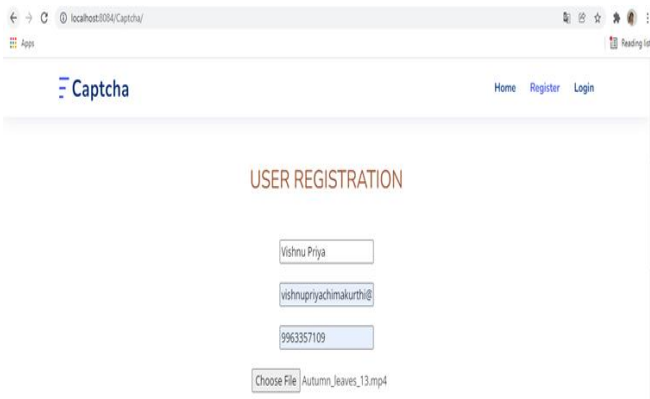 localhost:8084/Captcha/
Apps
Reading list
Captcha
Home Register Login
USER REGISTRATION
Vishnu Priya
vishnupriyachimakurthi@
9963357109
Choose File Autumn_leaves_13.mp4